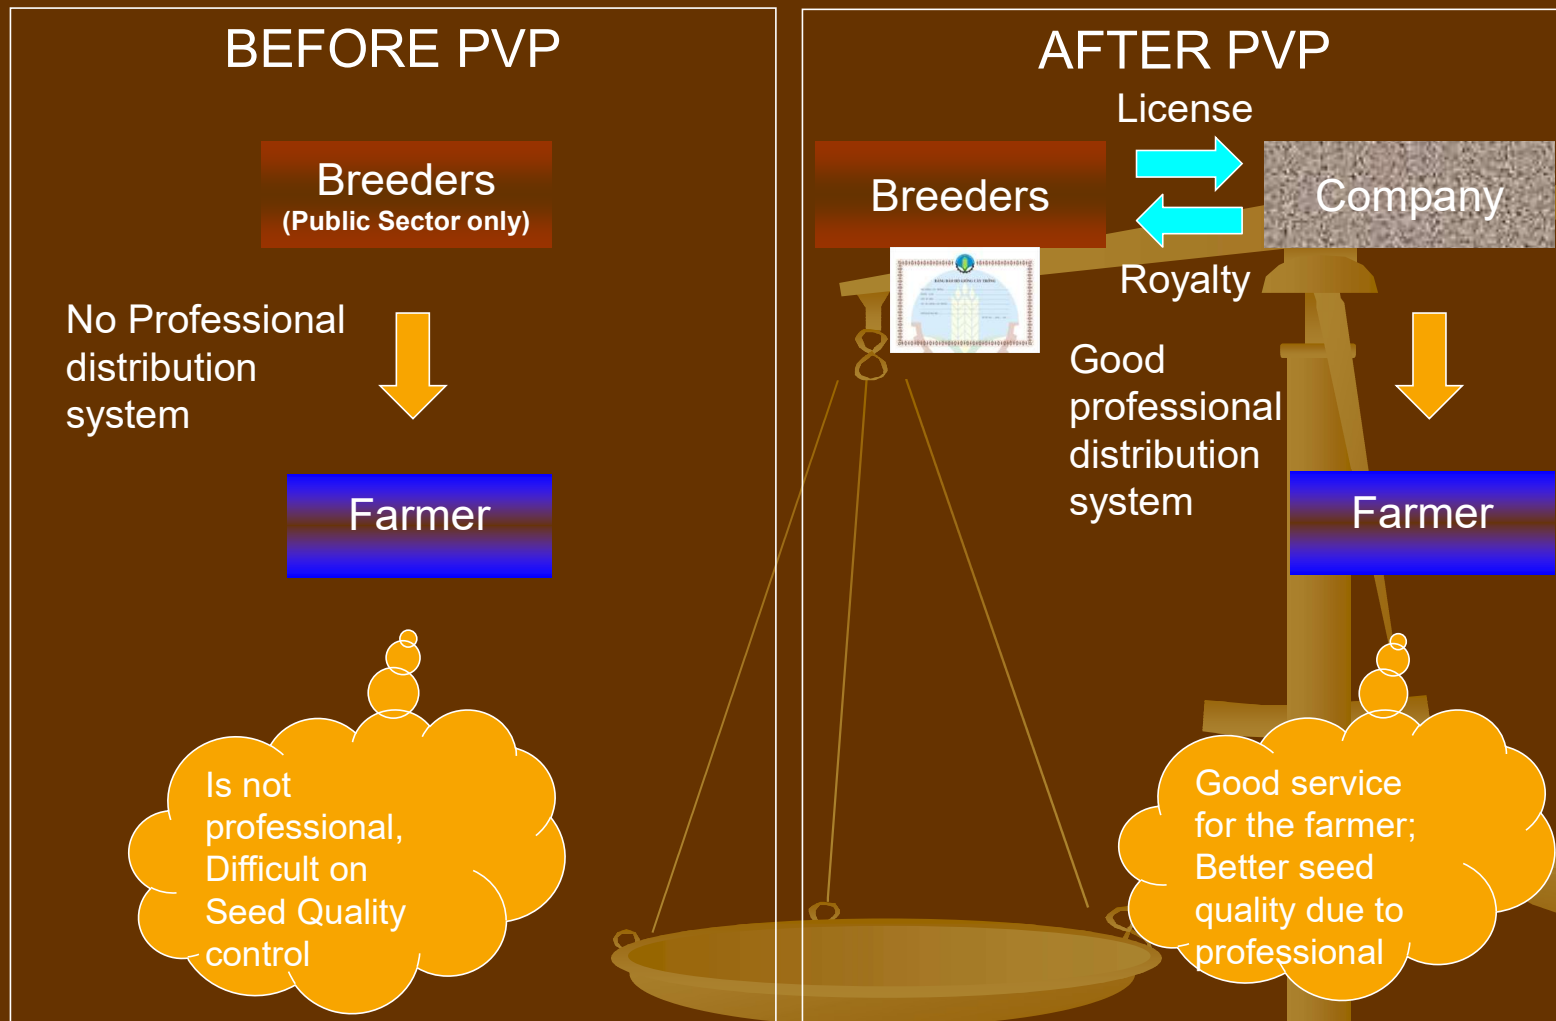 BEFORE PVP
Breeders
(Public Sector only)
No Professional
distribution
system
Farmer
Is not
professional,
Difficult on
Seed Quality
control
AFTER PVP
License
Breeders
Company
Royalty
Good
professional
distribution
system
Farmer
Good service
for the farmer;
Better seed
quality due to
professional